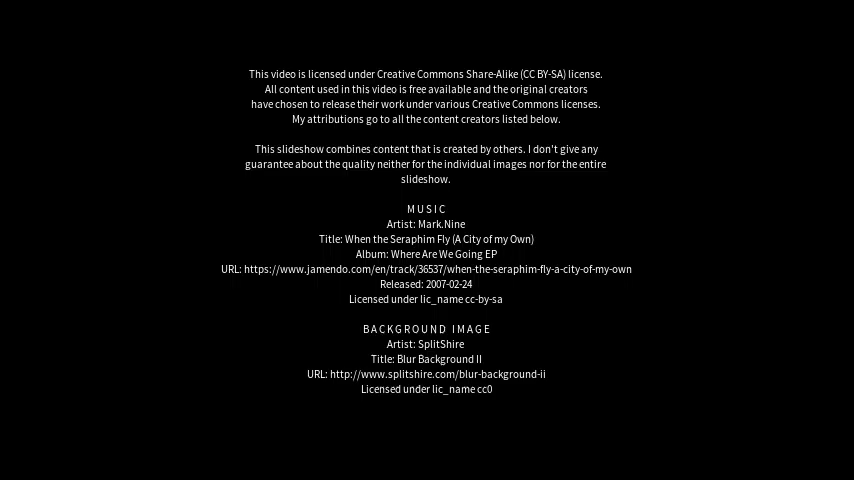 This video is licensed under Creative Commons Share-Alike (CC BY-SA) license.
All content used in this video is free available and the original creators
have chosen to release their work under various Creative Commons licenses.
My attributions go to all the content creators listed below.
This slideshow combines content that is created by others. I don't give any
guarantee about the quality neither for the individual images nor for the entire
slideshow.
MUSIC
Artist: Mark.Nine
Title: When the Seraphim Fly (A City of my Own)
Album: Where Are We Going EP
URL: https://www.jamendo.com/en/track/36537/when-the-seraphim-fly-a-city-of-my-own
Released: 2007-02-24
Licensed under lic_name cc-by-sa
BACKGROUND IMAGE
Artist: SplitShire
Title: Blur Background II
URL: http://www.splitshire.com/blur-background-ii
Licensed under lic_name cc0